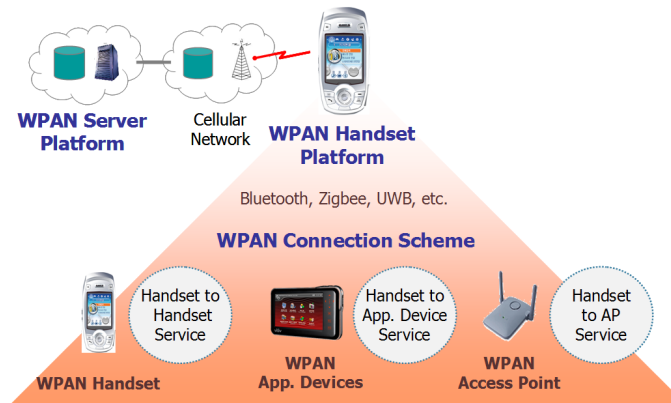 WPAN Server
Platform
Cellular
Network
WPAN Handset
Platform
Bluetooth, Zigbee, UWB, etc.
WPAN Connection Scheme
Handset to
Handset
Service
Handset to
App. Device
Service
Handset
to AP
Service
WPAN Handset
WPAN
App. Devices
WPAN
Access Point